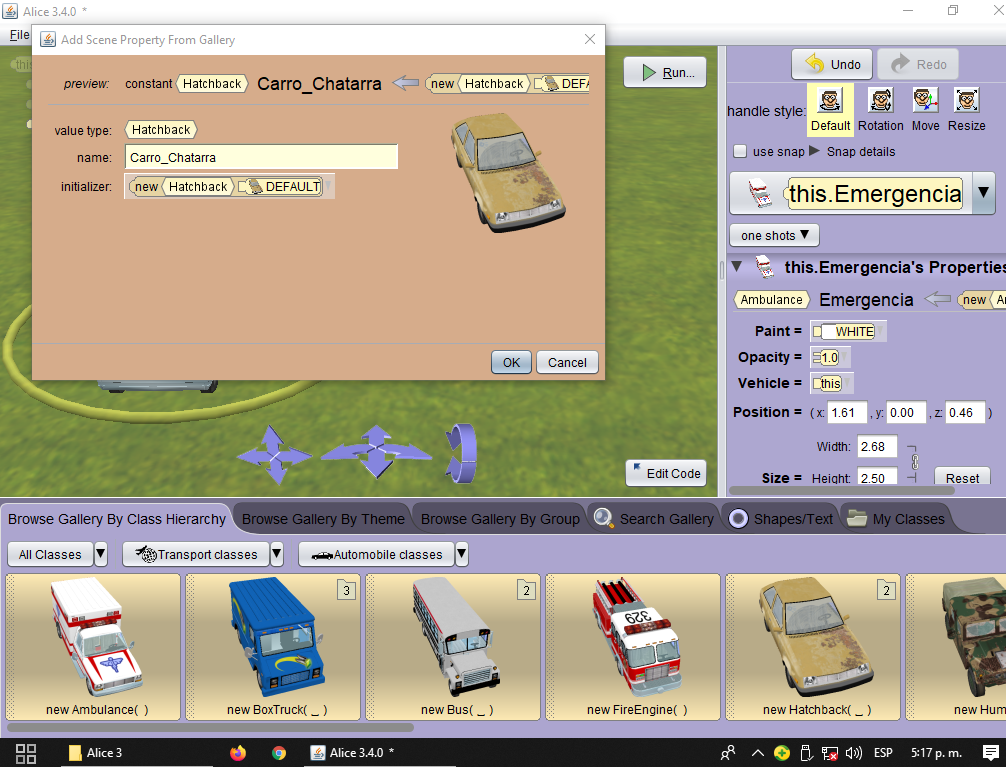 Alice 3.4.0 *
File
Add Scene Property From Gallery
preview: constant Hatchback Carro_Chatarra new Hatchback DEFA
value type: Hatchback
name: Carro_Chatarra
initializer: new Hatchback DEFAULT
OK Cancel
this
Run...
Edit Code
Undo Redo
handle style: Default Rotation Move Resize
use snap Snap details
this.Emergencia
one shots
this.Emergencia's Properties
Ambulance Emergencia new A
Paint = WHITE
Opacity = 1.0
Vehicle = this
Position = ( x: 1.61 , y: 0.00 , z: 0.46 )
Width: 2.68
Size = Height: 2.50 Reset
Browse Gallery By Class Hierarchy Browse Gallery By Theme Browse Gallery By Group Search Gallery Shapes/Text My Classes
All Classes Transport classes Automobile classes
3 2 2
329
new Ambulance( ) new BoxTruck( _ ) new Bus( _ ) new FireEngine( ) new Hatchback( _ ) new Hum
Alice 3 Alice 3.4.0 * ESP 5:17 p. m.